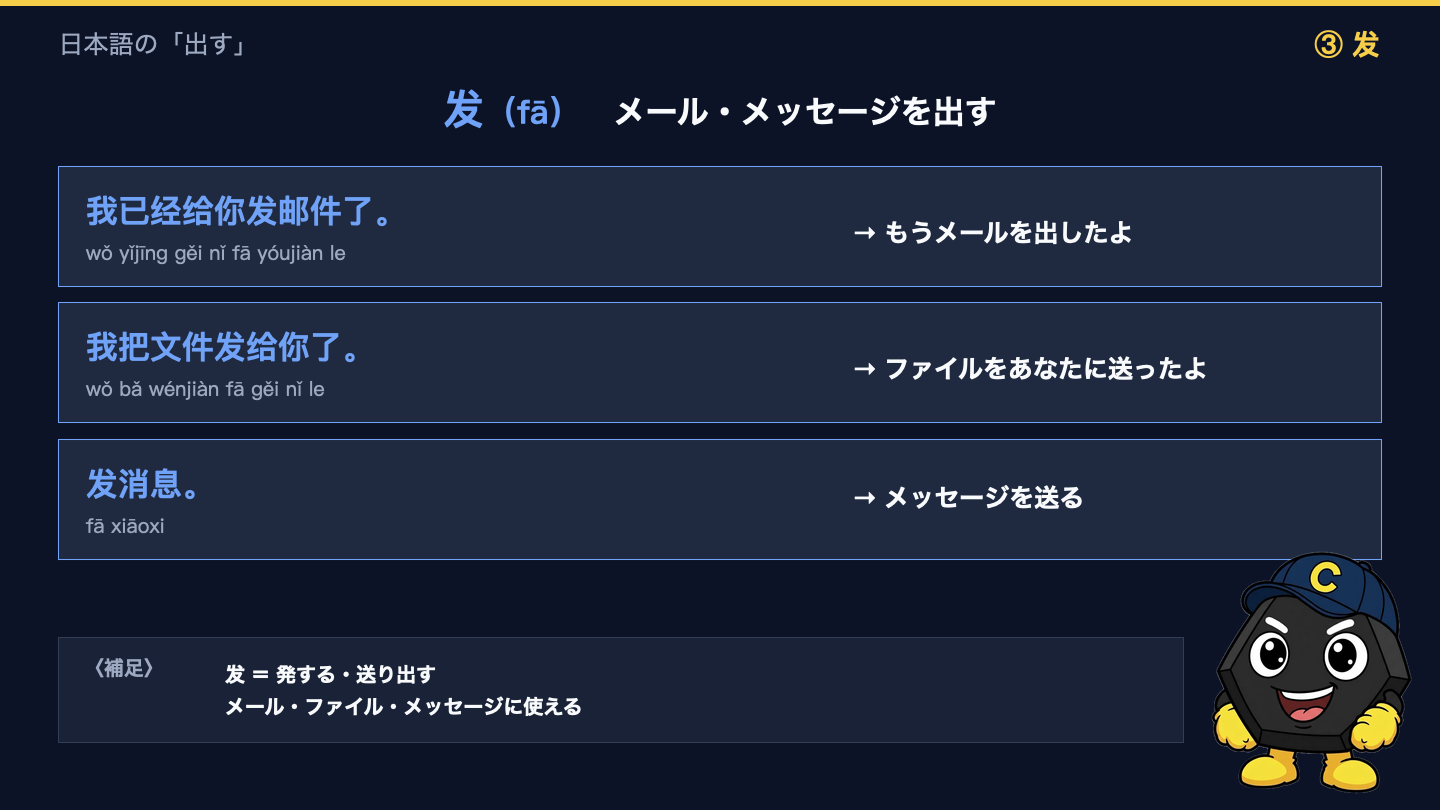 日本語の「出す」
③ 发
发（fā） メール・メッセージを出す
我已经给你发邮件了。
wǒ yǐjīng gěi nǐ fā yóujiàn le
→ もうメールを出したよ
我把文件发给你了。
wǒ bǎ wénjiàn fā gěi nǐ le
→ ファイルをあなたに送ったよ
发消息。
fā xiāoxi
→ メッセージを送る
C
〈補足〉
发 ＝ 発する・送り出す
メール・ファイル・メッセージに使える